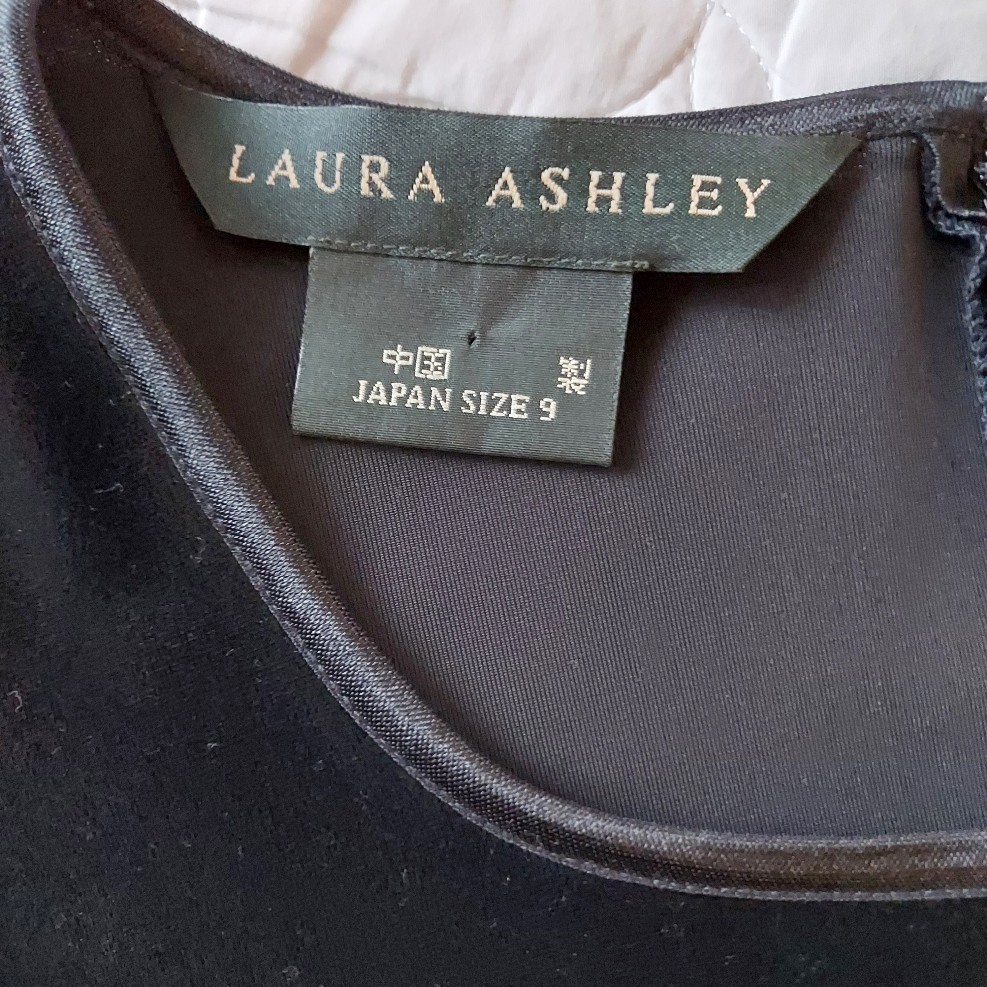 LAURA ASHLEY
中国 製
JAPAN SIZE 9